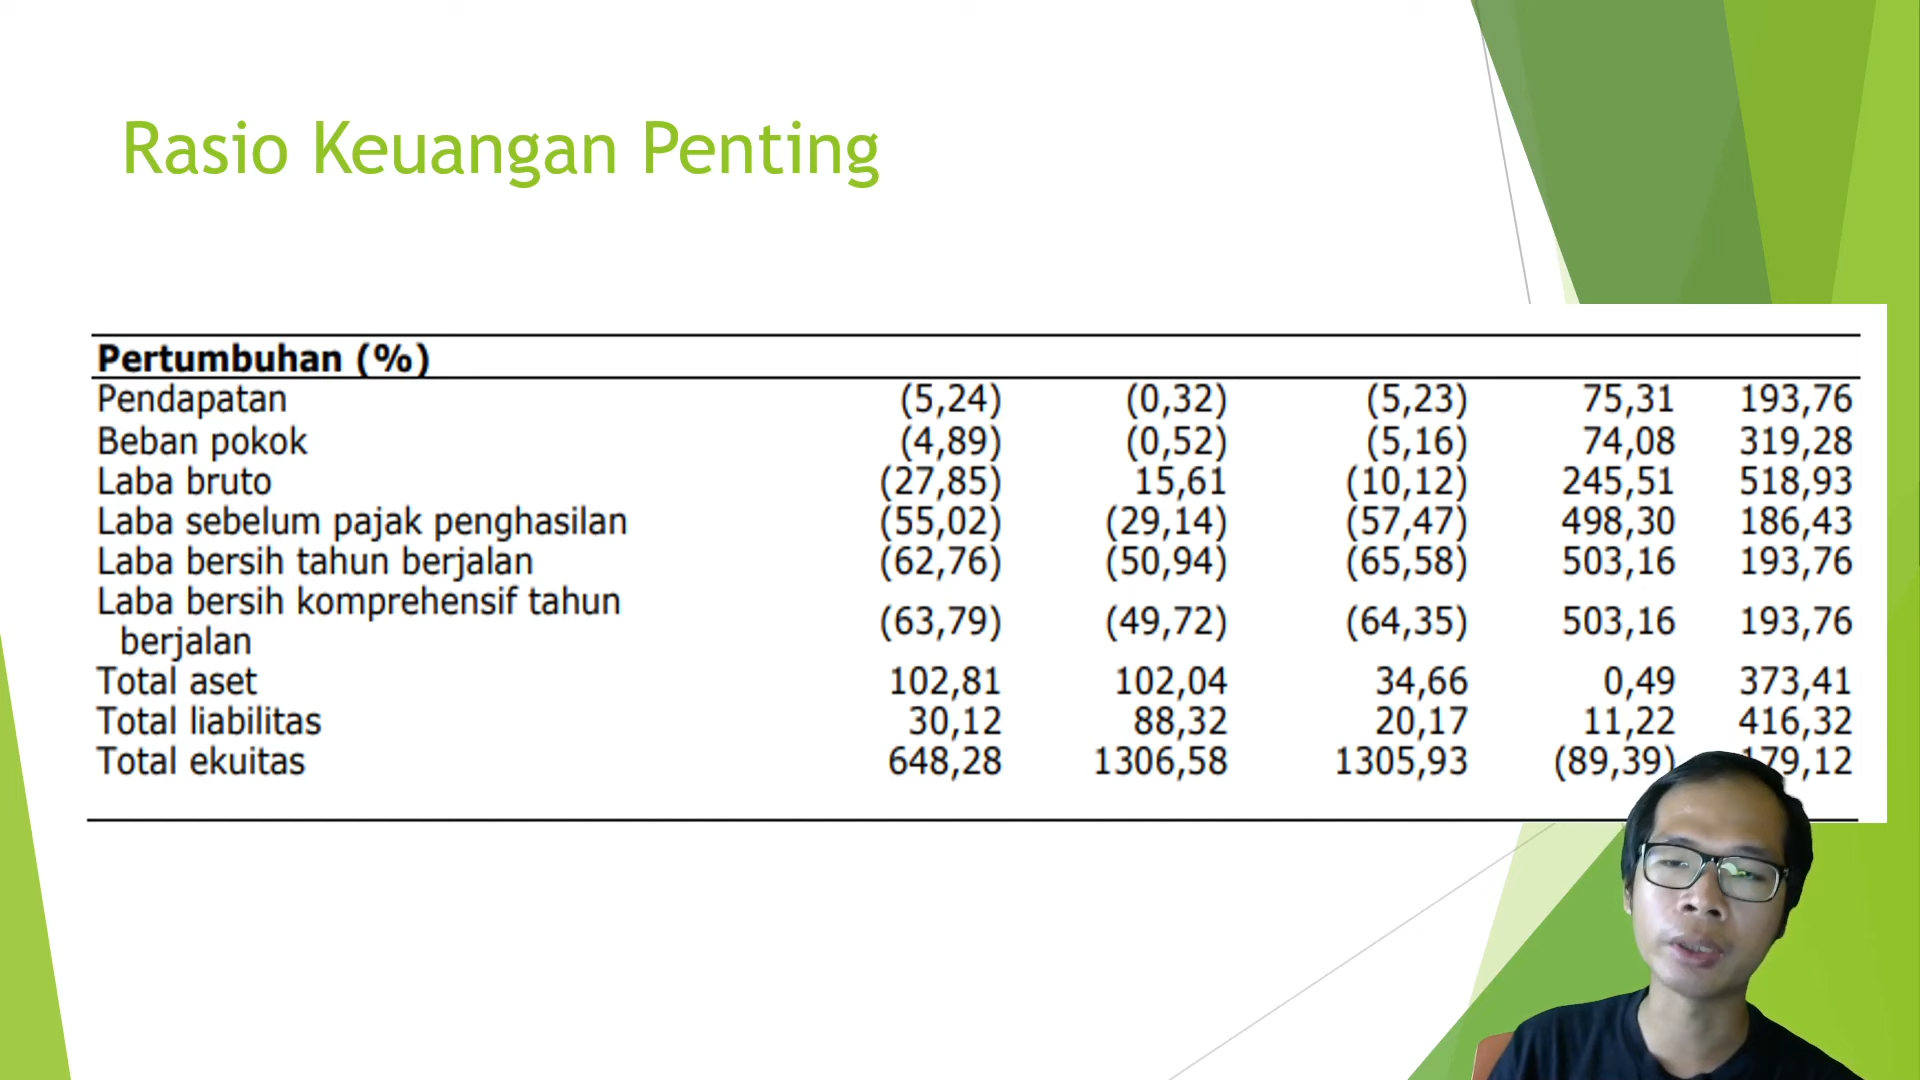 Rasio Keuangan Penting
Pertumbuhan (%)
Pendapatan (5,24) (0,32) (5,23) 75,31 193,76
Beban pokok (4,89) (0,52) (5,16) 74,08 319,28
Laba bruto (27,85) 15,61 (10,12) 245,51 518,93
Laba sebelum pajak penghasilan (55,02) (29,14) (57,47) 498,30 186,43
Laba bersih tahun berjalan (62,76) (50,94) (65,58) 503,16 193,76
Laba bersih komprehensif tahun
berjalan (63,79) (49,72) (64,35) 503,16 193,76
Total aset 102,81 102,04 34,66 0,49 373,41
Total liabilitas 30,12 88,32 20,17 11,22 416,32
Total ekuitas 648,28 1306,58 1305,93 (89,39)